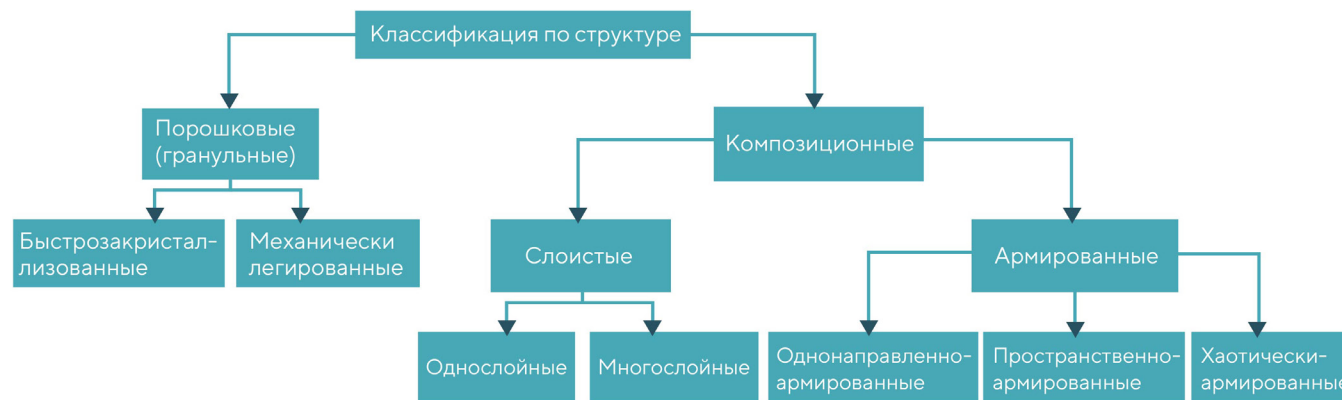 Классификация по структуре
Порошковые
(гранульные)
Композиционные
Быстрозакристал-
лизованные
Механически
легированные
Слоистые
Армированные
Однослойные
Многослойные
Однонаправленно-
армированные
Пространственно-
армированные
Хаотически-
армированные